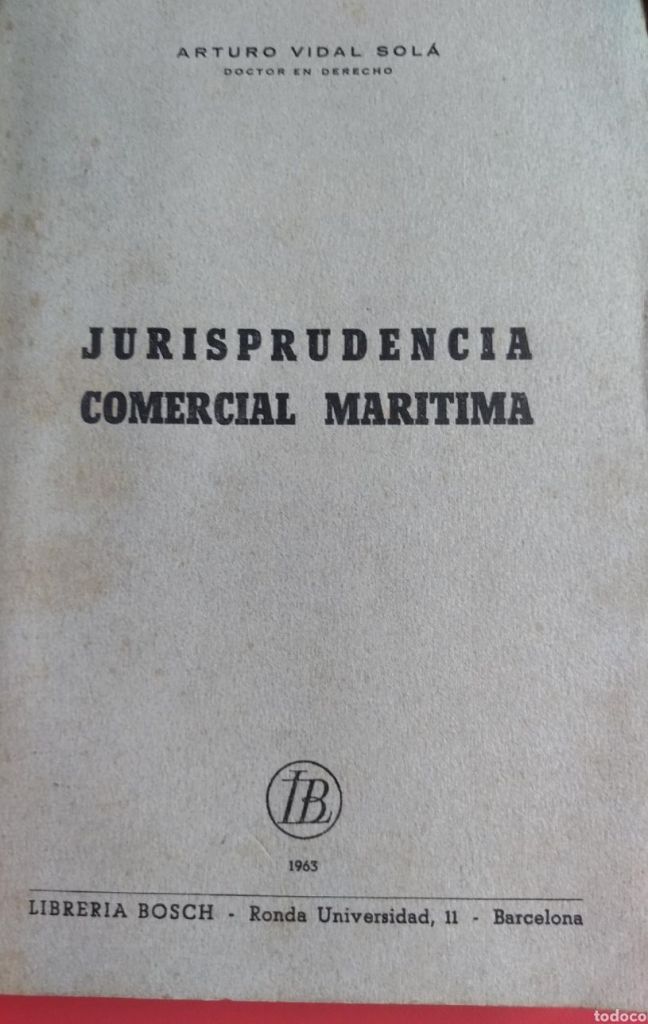 ARTURO VIDAL SOLÁ
DOCTOR EN DERECHO
JURISPRUDENCIA
COMERCIAL MARITIMA
LB
1963
LIBRERIA BOSCH - Ronda Universidad, 11 - Barcelona
todoco